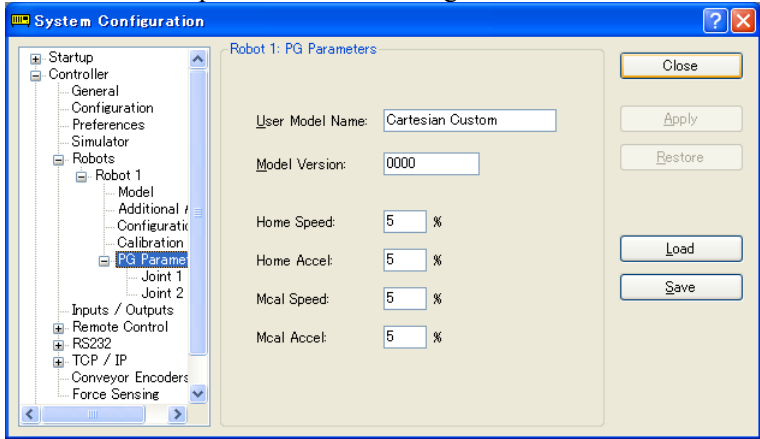 System Configuration
Startup
Controller
General
Configuration
Preferences
Simulator
Robots
Robot 1
Model
Additional
Configuratic
Calibration
PG Parame
Joint 1
Joint 2
Inputs / Outputs
Remote Control
RS232
TCP / IP
Conveyor Encoders
Force Sensing
Robot 1: PG Parameters
User Model Name: Cartesian Custom
Model Version: 0000
Home Speed: 5 %
Home Accel: 5 %
Mcal Speed: 5 %
Mcal Accel: 5 %
Close
Apply
Restore
Load
Save